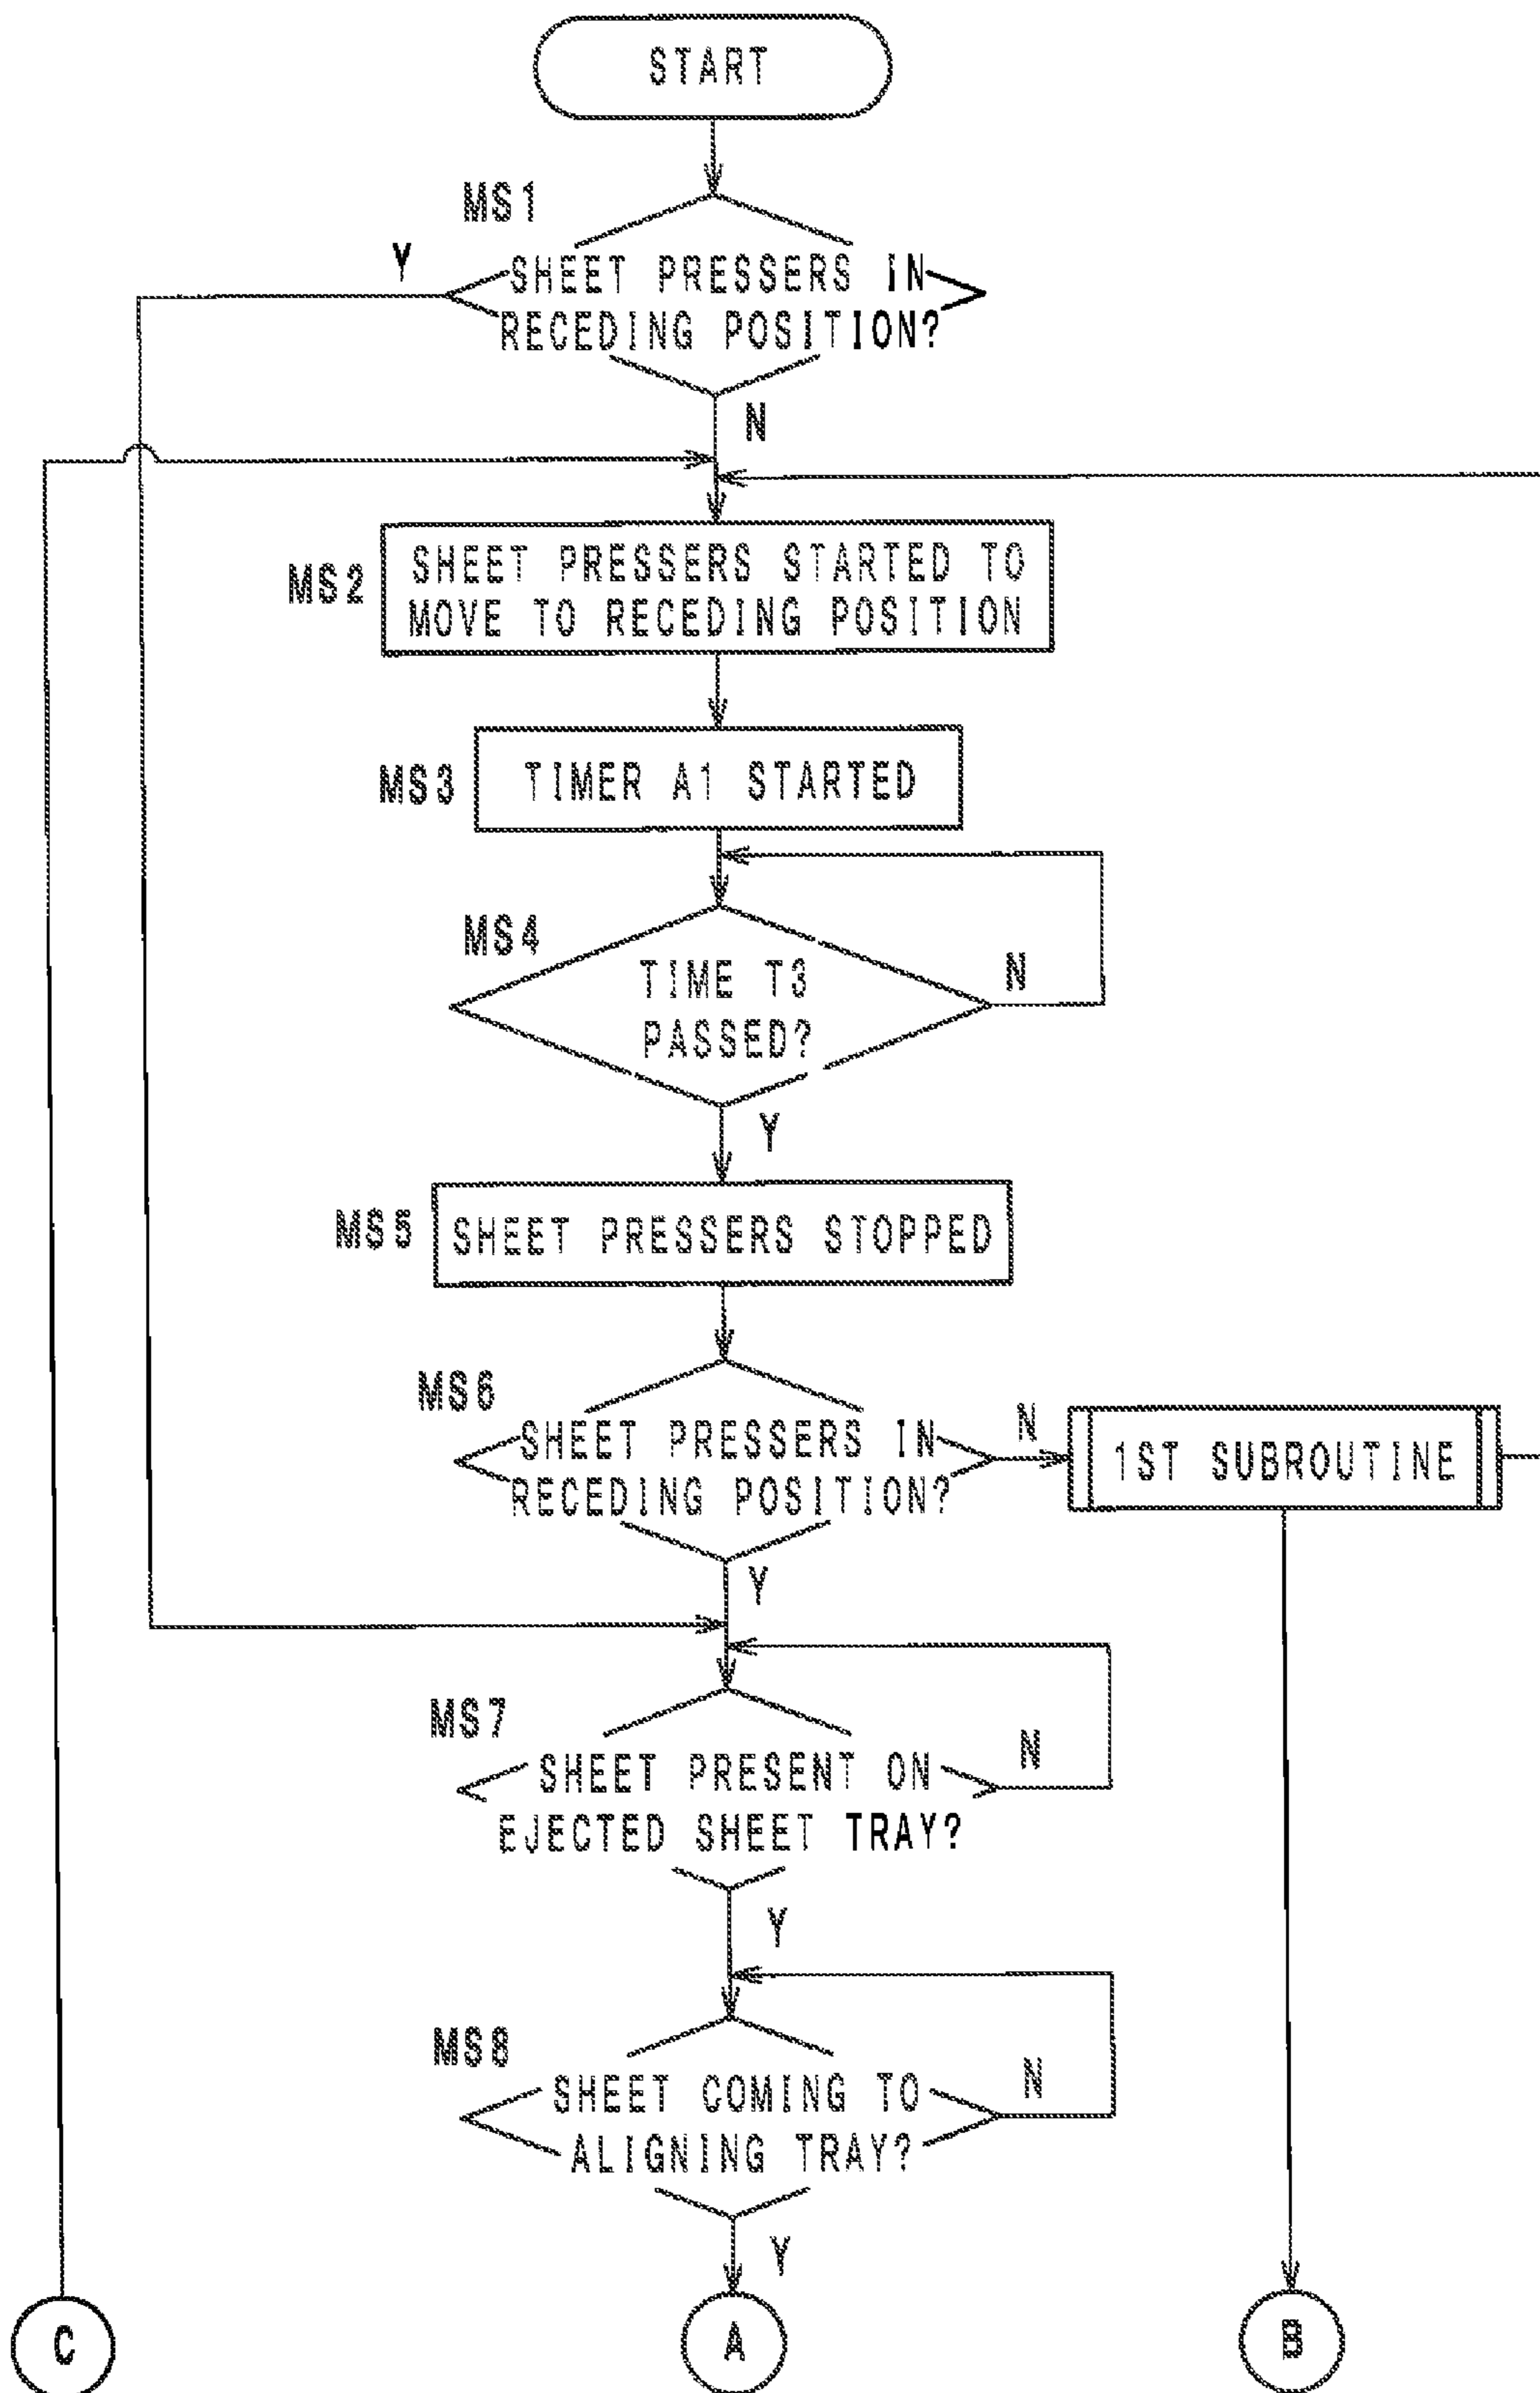 START
MS1
Y
SHEET PRESSERS IN
RECEDING POSITION?
N
MS2
SHEET PRESSERS STARTED TO
MOVE TO RECEDING POSITION
MS3
TIMER A1 STARTED
MS4
TIME T3
PASSED?
N
Y
MS5
SHEET PRESSERS STOPPED
MS6
SHEET PRESSERS IN
RECEDING POSITION?
N
1ST SUBROUTINE
Y
MS7
SHEET PRESENT ON
EJECTED SHEET TRAY?
N
Y
MS8
SHEET COMING TO
ALIGNING TRAY?
N
Y
C
A
B